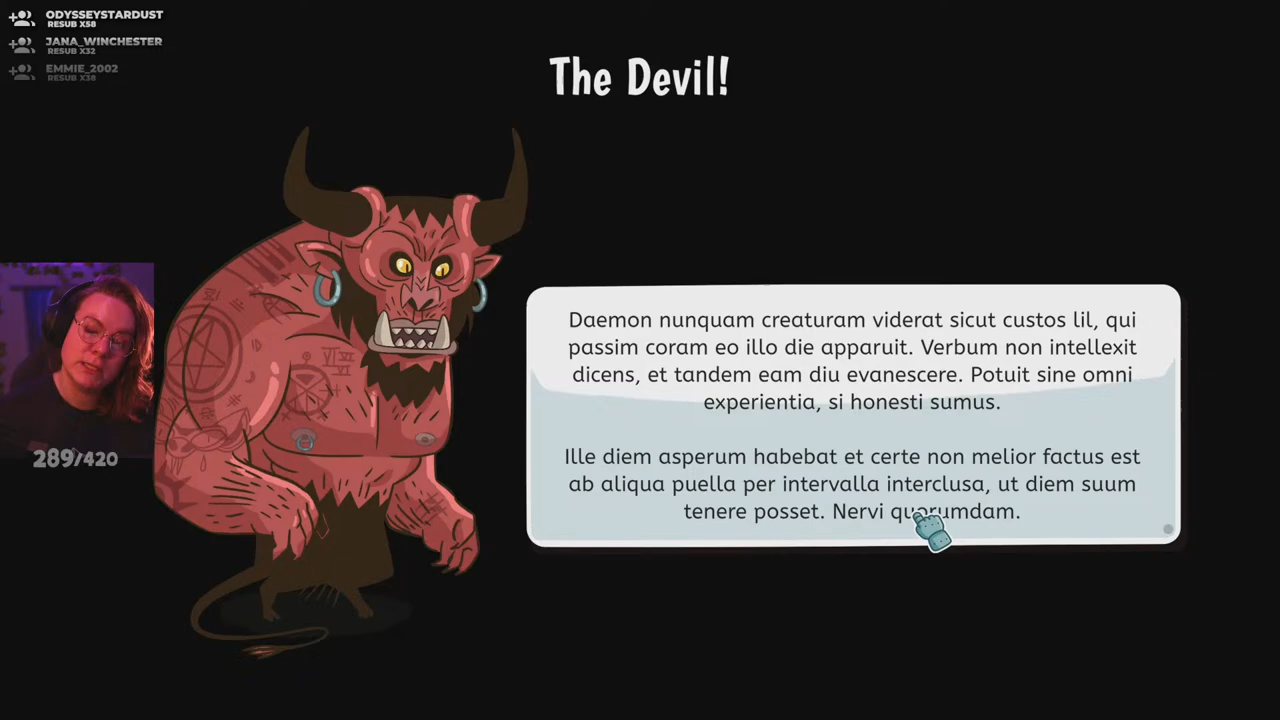 ODYSSEYSTARDUST
RESUB X58
JANA_WINCHESTER
RESUB X32
EMMIE_2002
RESUB X38
The Devil!
Daemon nunquam creaturam viderat sicut custos lil, qui
passim coram eo illo die apparuit. Verbum non intellexit
dicens, et tandem eam diu evanescere. Potuit sine omni
experientia, si honesti sumus.
Ille diem asperum habebat et certe non melior factus est
ab aliqua puella per intervalla interclusa, ut diem suum
tenere posset. Nervi quorumdam.
289/420